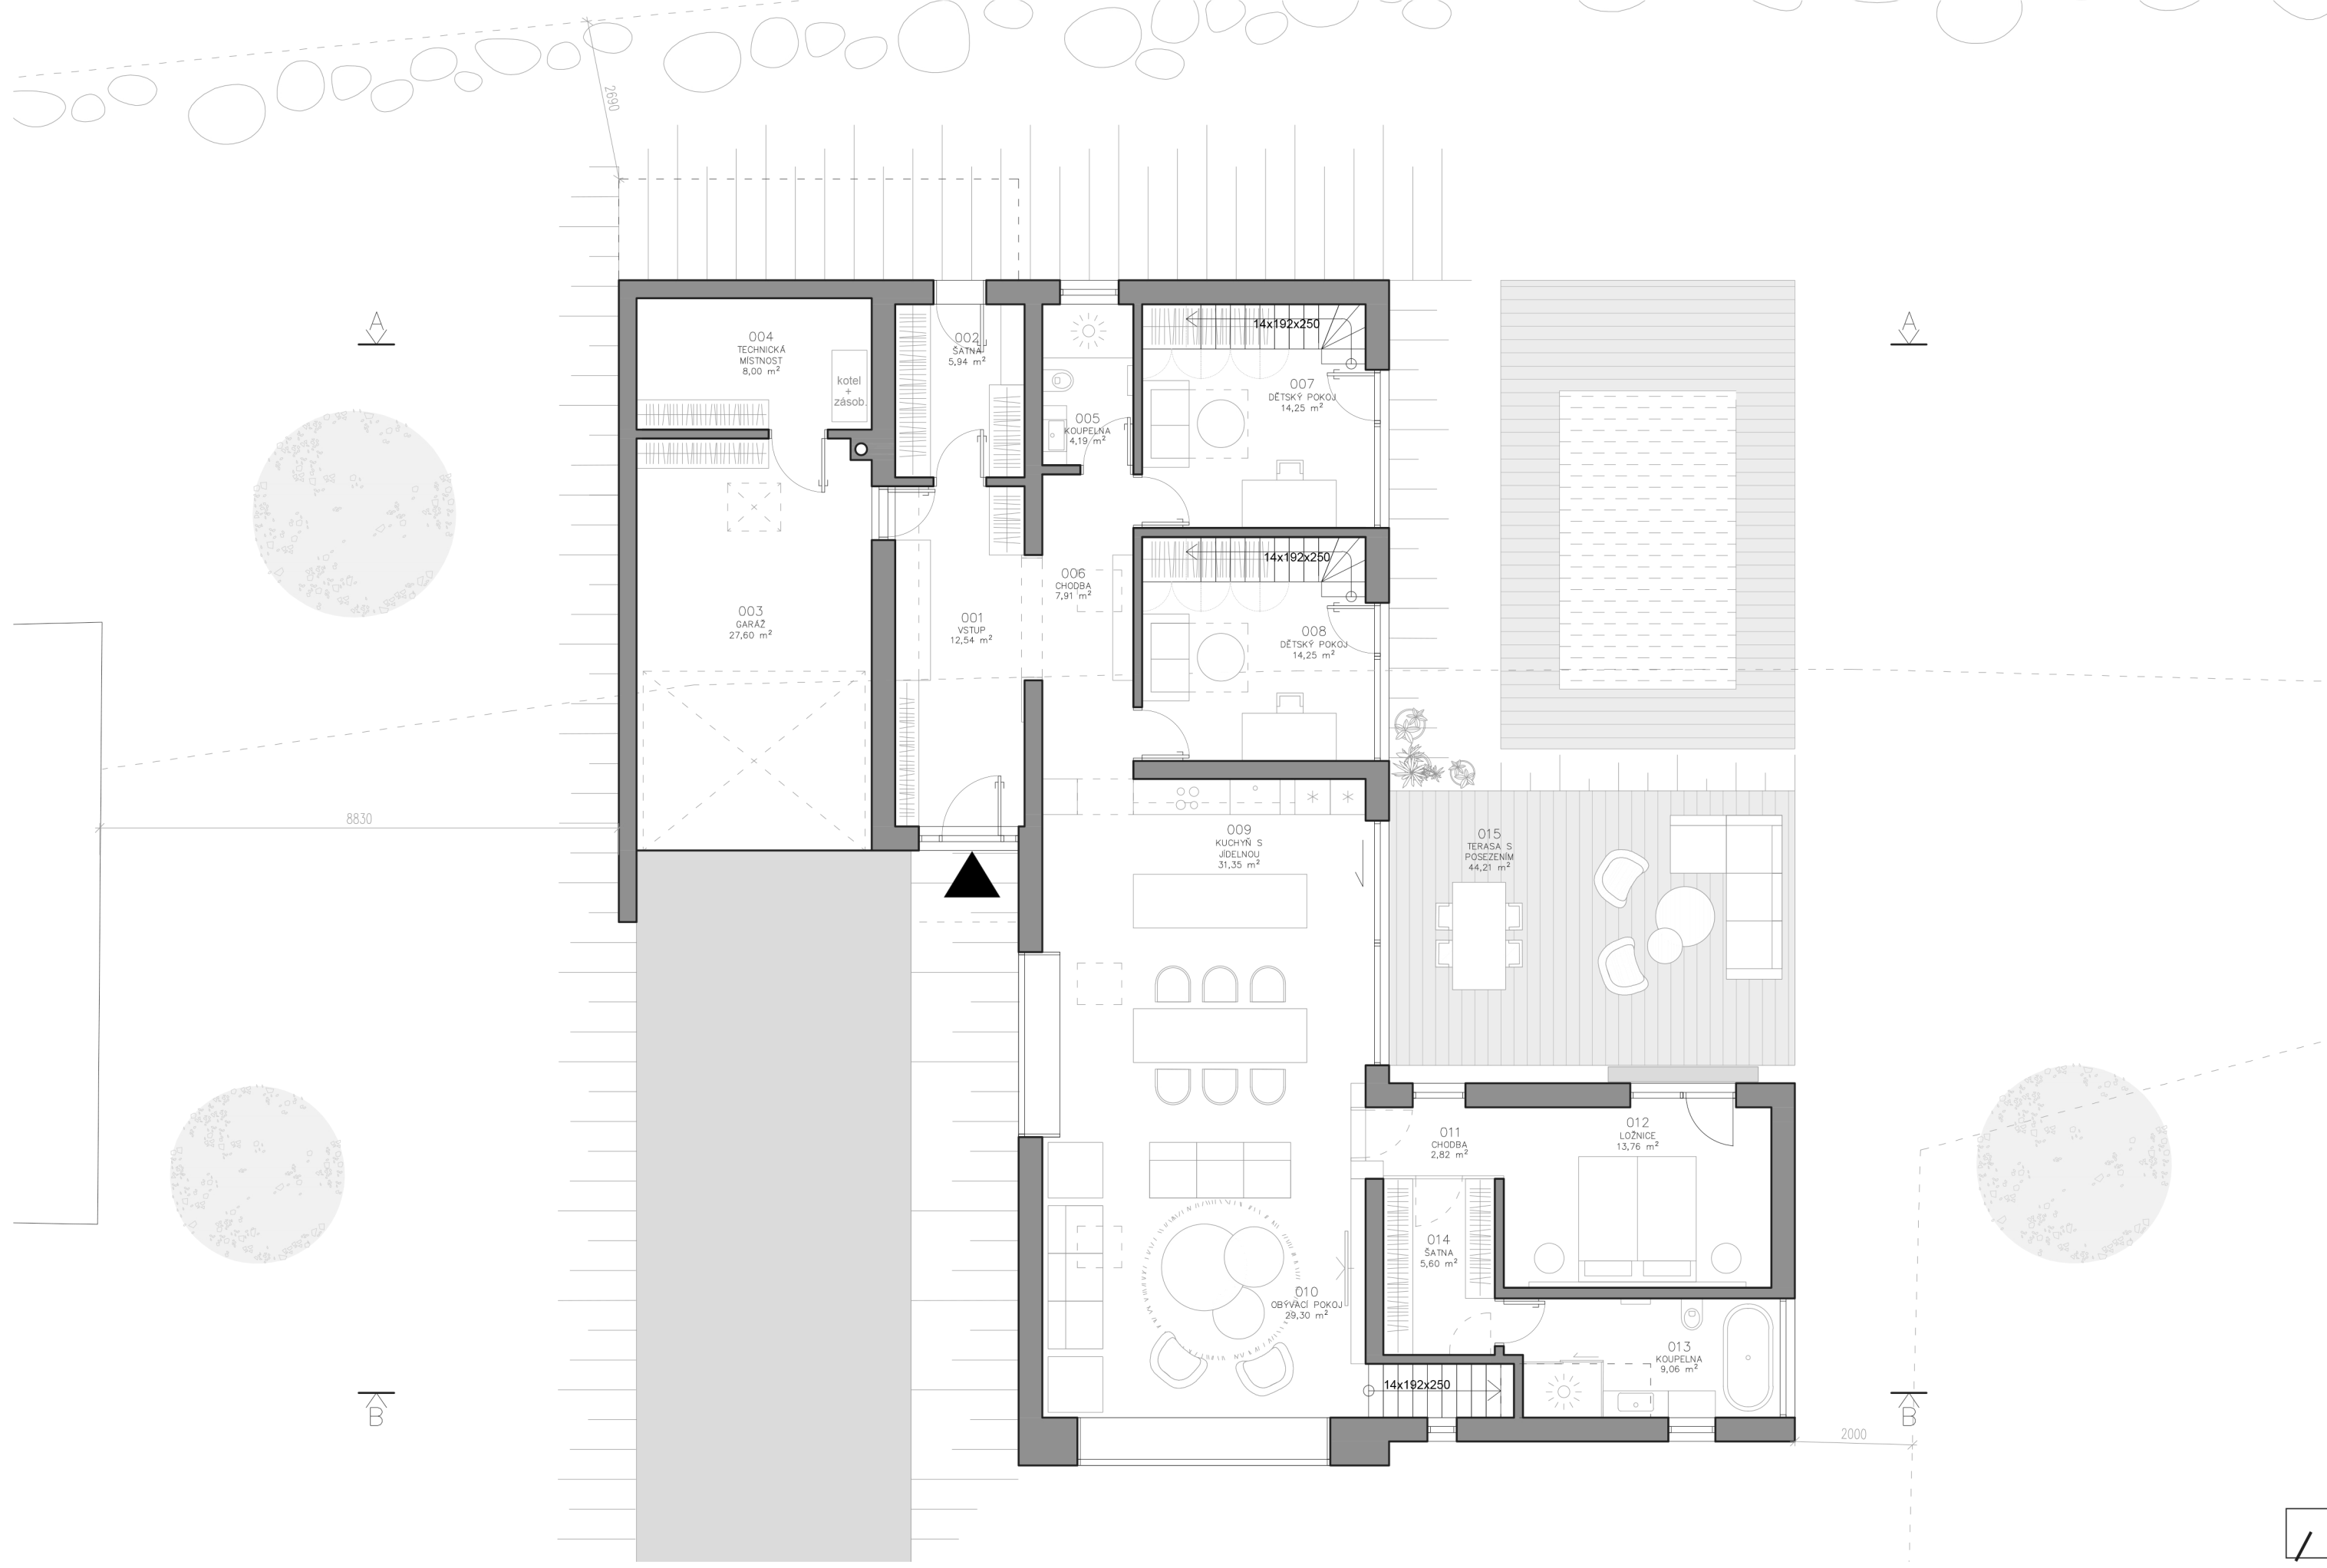 2690
A
A
004
TECHNICKÁ
MÍSTNOST
8,00 m²
kotel
+
zásob.
002
ŠATNA
5,94 m²
14x192x250
007
DĚTSKÝ POKOJ
14,25 m²
005
KOUPELNA
4,19 m²
14x192x250
006
CHODBA
7,91 m²
003
GARÁŽ
27,60 m²
001
VSTUP
12,54 m²
008
DĚTSKÝ POKOJ
14,25 m²
8830
009
KUCHYŇ S
JÍDELNOU
31,35 m²
015
TERASA S
POSEZENÍM
44,21 m²
011
CHODBA
2,82 m²
012
LOŽNICE
13,76 m²
014
ŠATNA
5,60 m²
010
OBÝVACÍ POKOJ
29,30 m²
013
KOUPELNA
9,06 m²
14x192x250
B
B
2000